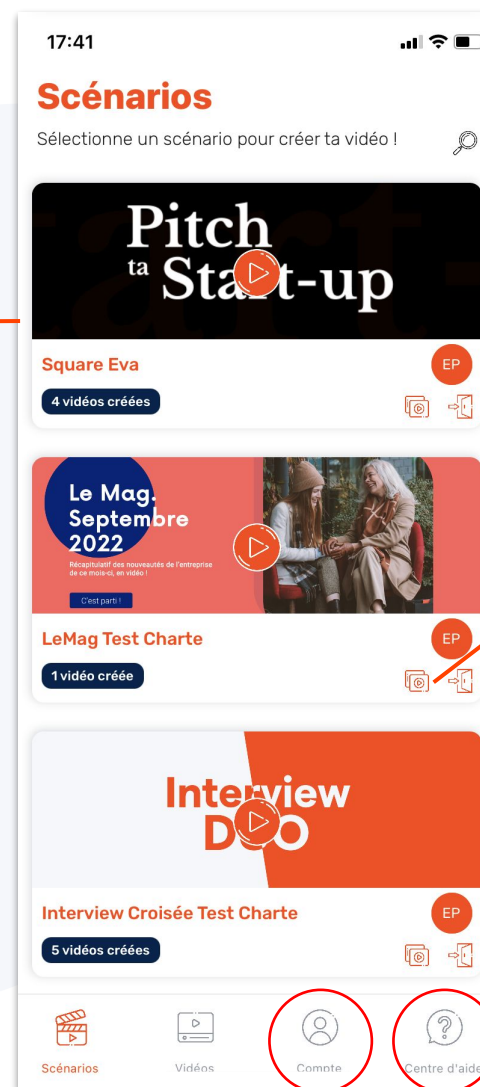 17:41
Scénarios
Sélectionne un scénario pour créer ta vidéo !
Pitch
ta Start-up
Square Eva
EP
4 vidéos créées
Le Mag.
Septembre
2022
Récapitulatif des nouveautés de l'entreprise
de ce mois-ci, en vidéo !
C'est parti !
LeMag Test Charte
EP
1 vidéo créée
Interview
DUO
Interview Croisée Test Charte
EP
5 vidéos créées
Scénarios
Vidéos
Compte
Centre d'aide